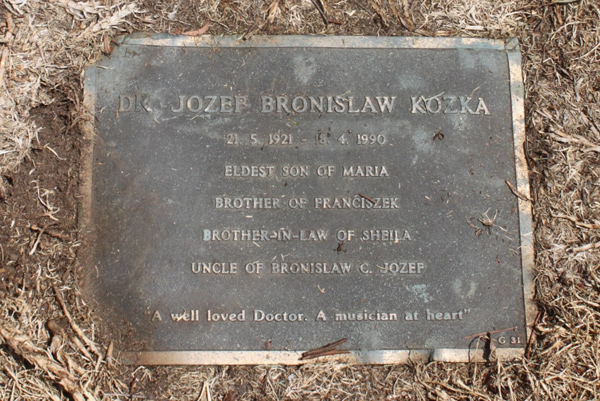 DR. JOZEF BRONISLAW KOZKA
21. 5. 1921 - 16. 4. 1990
ELDEST SON OF MARIA
BROTHER OF FRANCISZEK
BROTHER-IN-LAW OF SHEILA
UNCLE OF BRONISLAW C. JOZEF
"A well loved Doctor. A musician at heart"
G 31